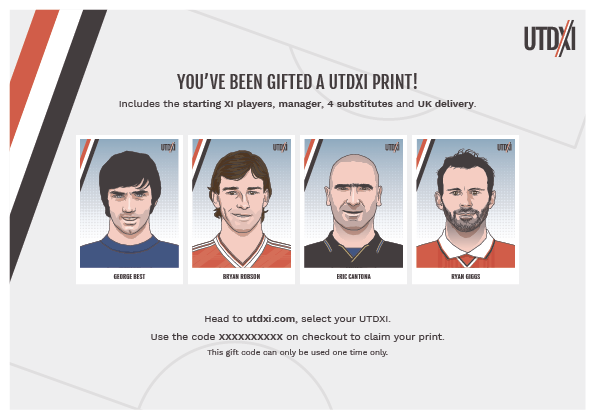 UTDXI
YOU’VE BEEN GIFTED A UTDXI PRINT!
Includes the starting XI players, manager, 4 substitutes and UK delivery.
UTDXI UTDXI UTDXI UTDXI
GEORGE BEST BRYAN ROBSON ERIC CANTONA RYAN GIGGS
Head to utdxi.com, select your UTDXI.
Use the code XXXXXXXXXX on checkout to claim your print.
This gift code can only be used one time only.